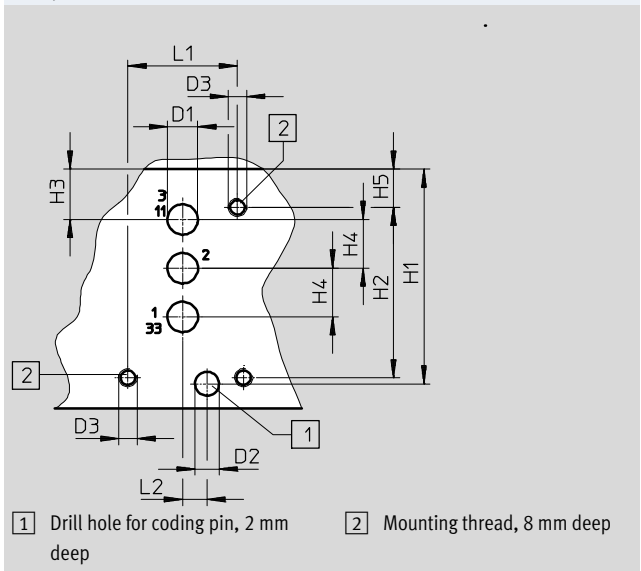 L1
D3
D1
2
H3
H5
3
11
2
H4
H2
H1
H4
1
33
2
1
D3
D2
L2
1 Drill hole for coding pin, 2 mm deep
2 Mounting thread, 8 mm deep